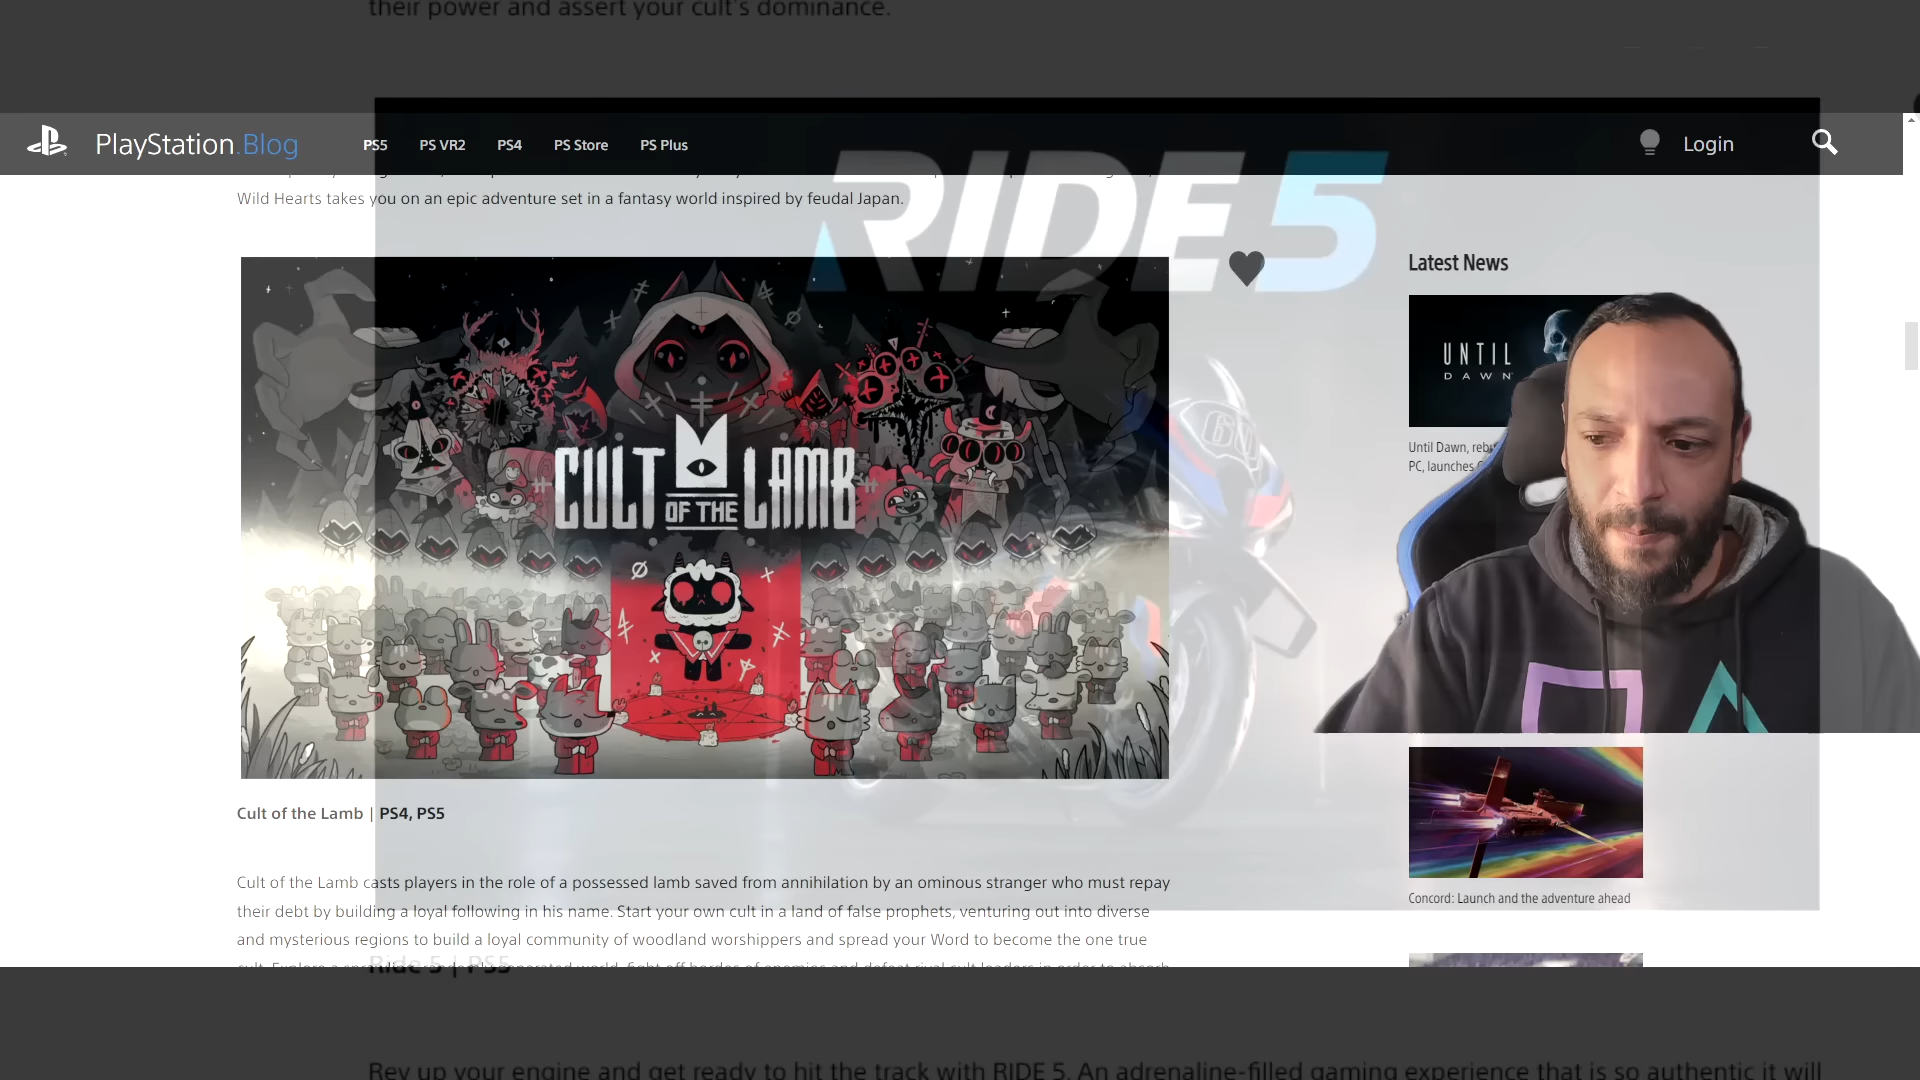 their power and assert your cult's dominance.
PlayStation.Blog
PS5
PS VR2
PS4
PS Store
PS Plus
Login
RIDE 5
Wild Hearts takes you on an epic adventure set in a fantasy world inspired by feudal Japan.
CULT OF THE LAMB
Latest News
UNTIL
DAWN
Until Dawn,
PC, launches
Cult of the Lamb | PS4, PS5
Cult of the Lamb casts players in the role of a possessed lamb saved from annihilation by an ominous stranger who must repay
their debt by building a loyal following in his name. Start your own cult in a land of false prophets, venturing out into diverse
and mysterious regions to build a loyal community of woodland worshippers and spread your Word to become the one true
Concord: Launch and the adventure ahead
Ride 5 | PS5
Rev up your engine and get ready to hit the track with RIDE 5. An adrenaline-filled gaming experience that is so authentic it will